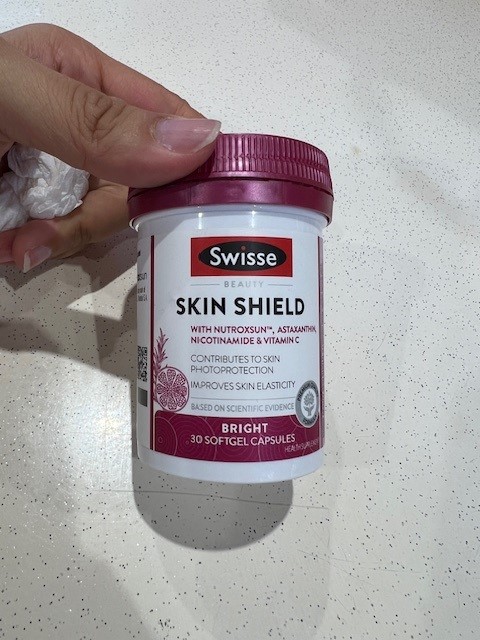 Swisse
BEAUTY
SKIN SHIELD
WITH NUTROXSUN™, ASTAXANTHIN,
NICOTINAMIDE & VITAMIN C
CONTRIBUTES TO SKIN
PHOTOPROTECTION
IMPROVES SKIN ELASTICITY
BASED ON SCIENTIFIC EVIDENCE
BRIGHT
30 SOFTGEL CAPSULES